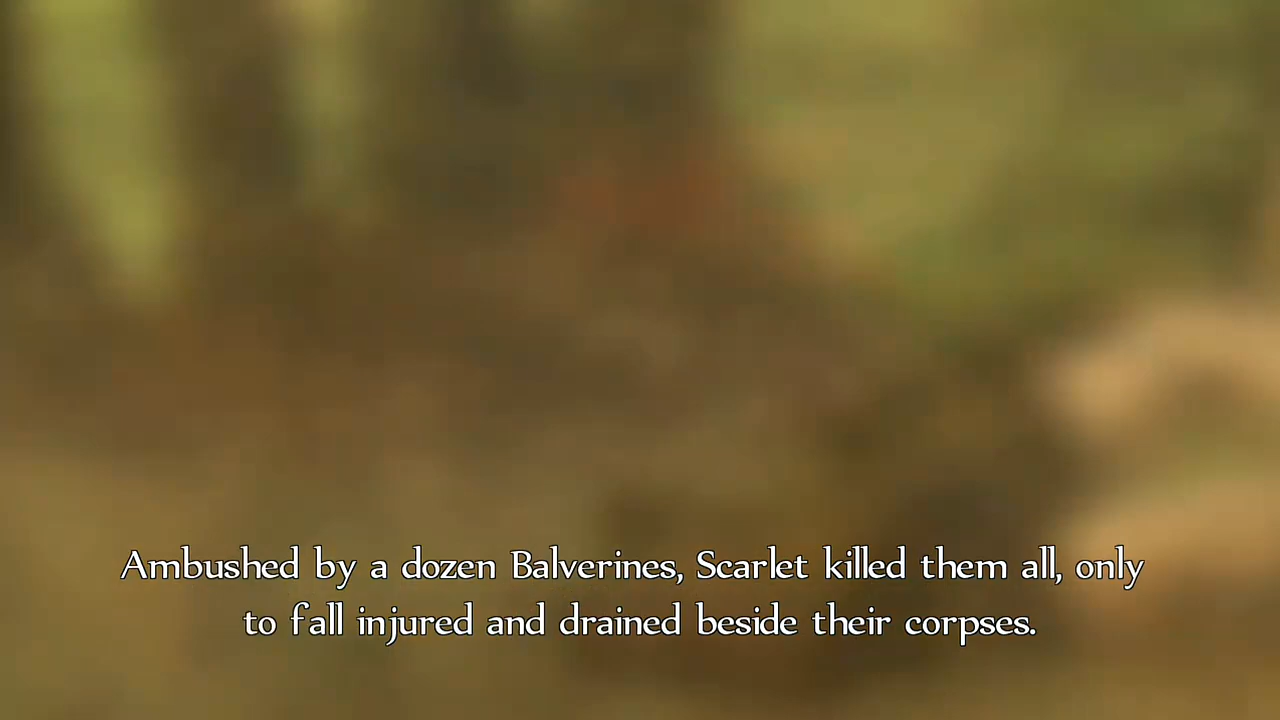 Ambushed by a dozen Balverines, Scarlet killed them all, only
to fall injured and drained beside their corpses.